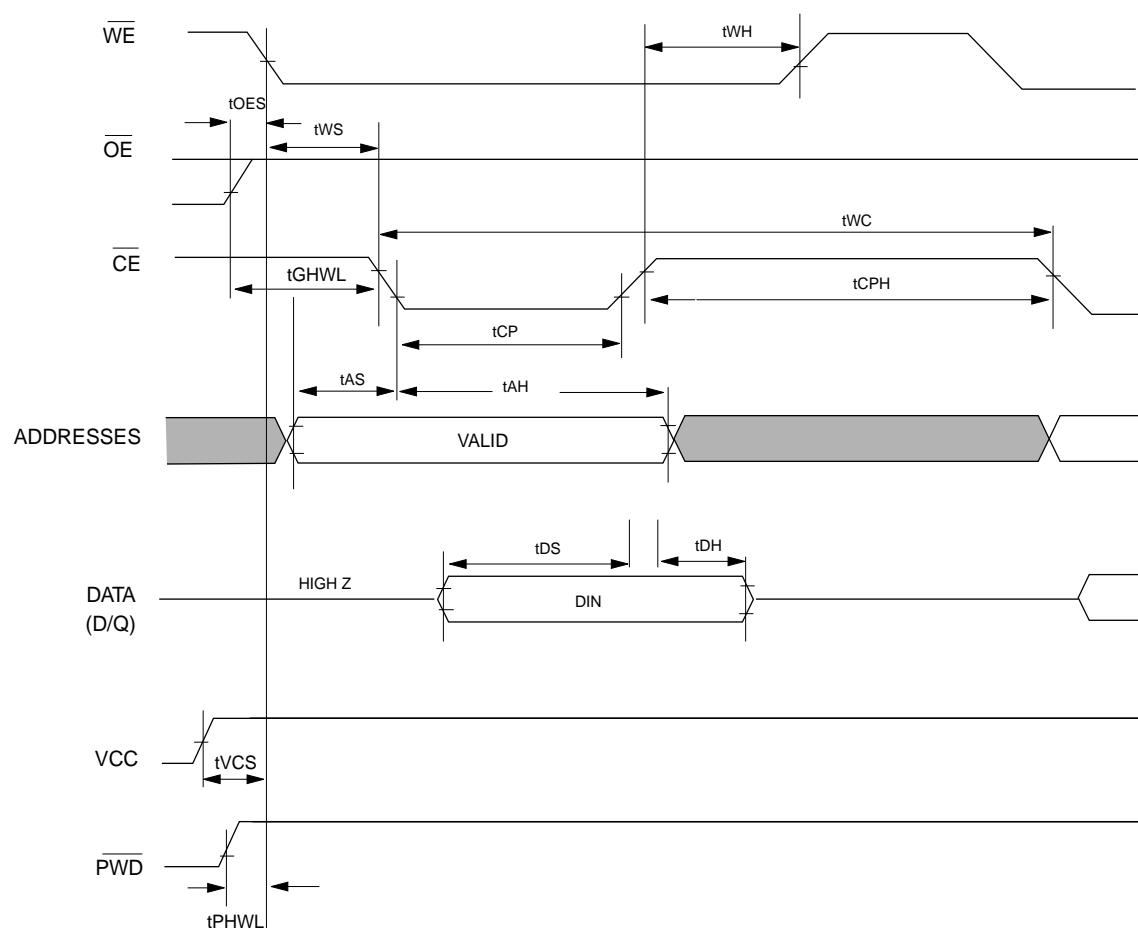 WE
tWH
tOES
tWS
OE
tWC
CE
tGHWL
tCPH
tCP
tAS
tAH
ADDRESSES
VALID
tDS
tDH
HIGH Z
DATA
(D/Q)
DIN
VCC
tVCS
PWD
tPHWL